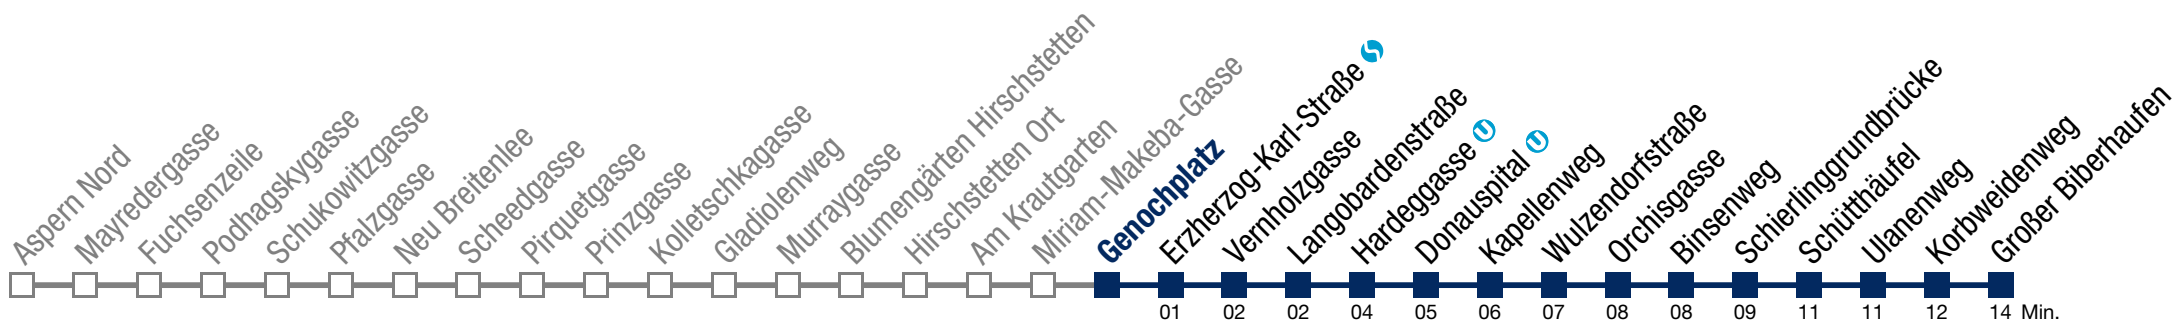 Aspern Nord
Mayredergasse
Fuchsenzeile
Podhagskygasse
Schukowitzgasse
Pfalzgasse
Neu Breitenlee
Scheedgasse
Pirquetgasse
Prinzgasse
Kolletschkagasse
Gladiolenweg
Murraygasse
Blumengärten Hirschstetten
Hirschstetten Ort
Am Krautgarten
Miriam-Makeba-Gasse
Genochplatz
Erzherzog-Karl-Straße S
Vernholzgasse
Langobardenstraße
Hardeggasse U
Donauspital U
Kapellenweg
Wulzendorfstraße
Orchisgasse
Binsenweg
Schierlinggrundbrücke
Schütthäufel
Ulanenweg
Korbweidenweg
Großer Biberhaufen
01 02 02 04 05 06 07 08 08 09 11 11 12 14 Min.